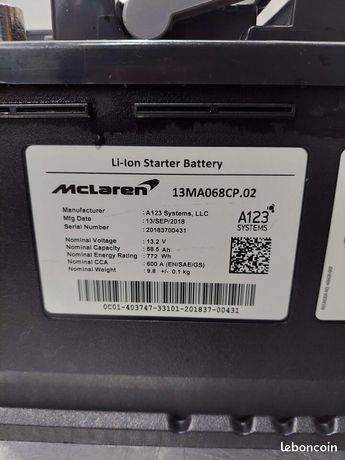 Li-Ion Starter Battery
McLaren 13MA068CP.02
Manufacturer : A123 Systems, LLC
Mfg Date : 13/SEP/2018
Serial Number : 20183700431
A123
SYSTEMS
Nominal Voltage : 13.2 V
Nominal Capacity : 58.5 Ah
Nominal Energy Rating : 772 Wh
Nominal CCA : 600 A (EN/SAE/GS)
Nominal Weight : 9.8 +/- 0.1 kg
0C01-403747-33101-201837-00431
leboncoin